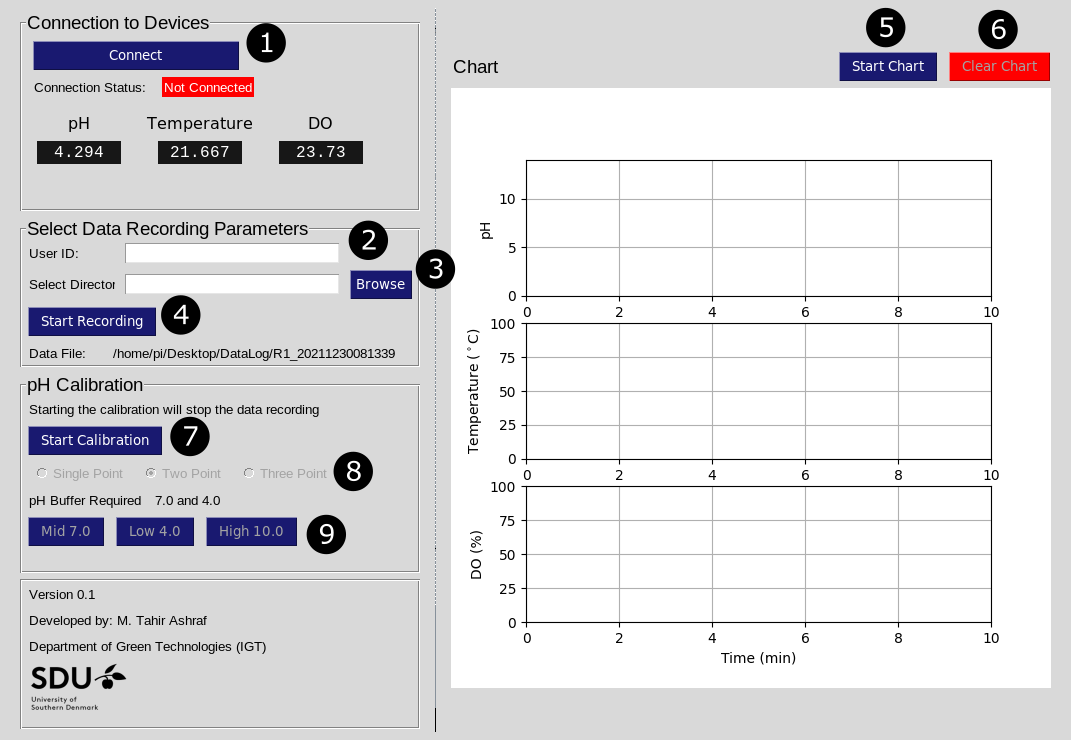 Connection to Devices
1
Connect
Connection Status: Not Connected
pH Temperature DO
4.294 21.667 23.73
Select Data Recording Parameters
2
User ID:
3
Select Director
Browse
4
Start Recording
Data File: /home/pi/Desktop/DataLog/R1_20211230081339
pH Calibration
Starting the calibration will stop the data recording
7
Start Calibration
Single Point Two Point Three Point
8
pH Buffer Required 7.0 and 4.0
Mid 7.0 Low 4.0 High 10.0
9
Version 0.1
Developed by: M. Tahir Ashraf
Department of Green Technologies (IGT)
SDU
University of
Southern Denmark
5 6
Chart
Start Chart Clear Chart
10
5
0
pH
0 2 4 6 8 10
100
75
50
25
0
Temperature (°C)
0 2 4 6 8 10
100
75
50
25
0
DO (%)
0 2 4 6 8 10
Time (min)